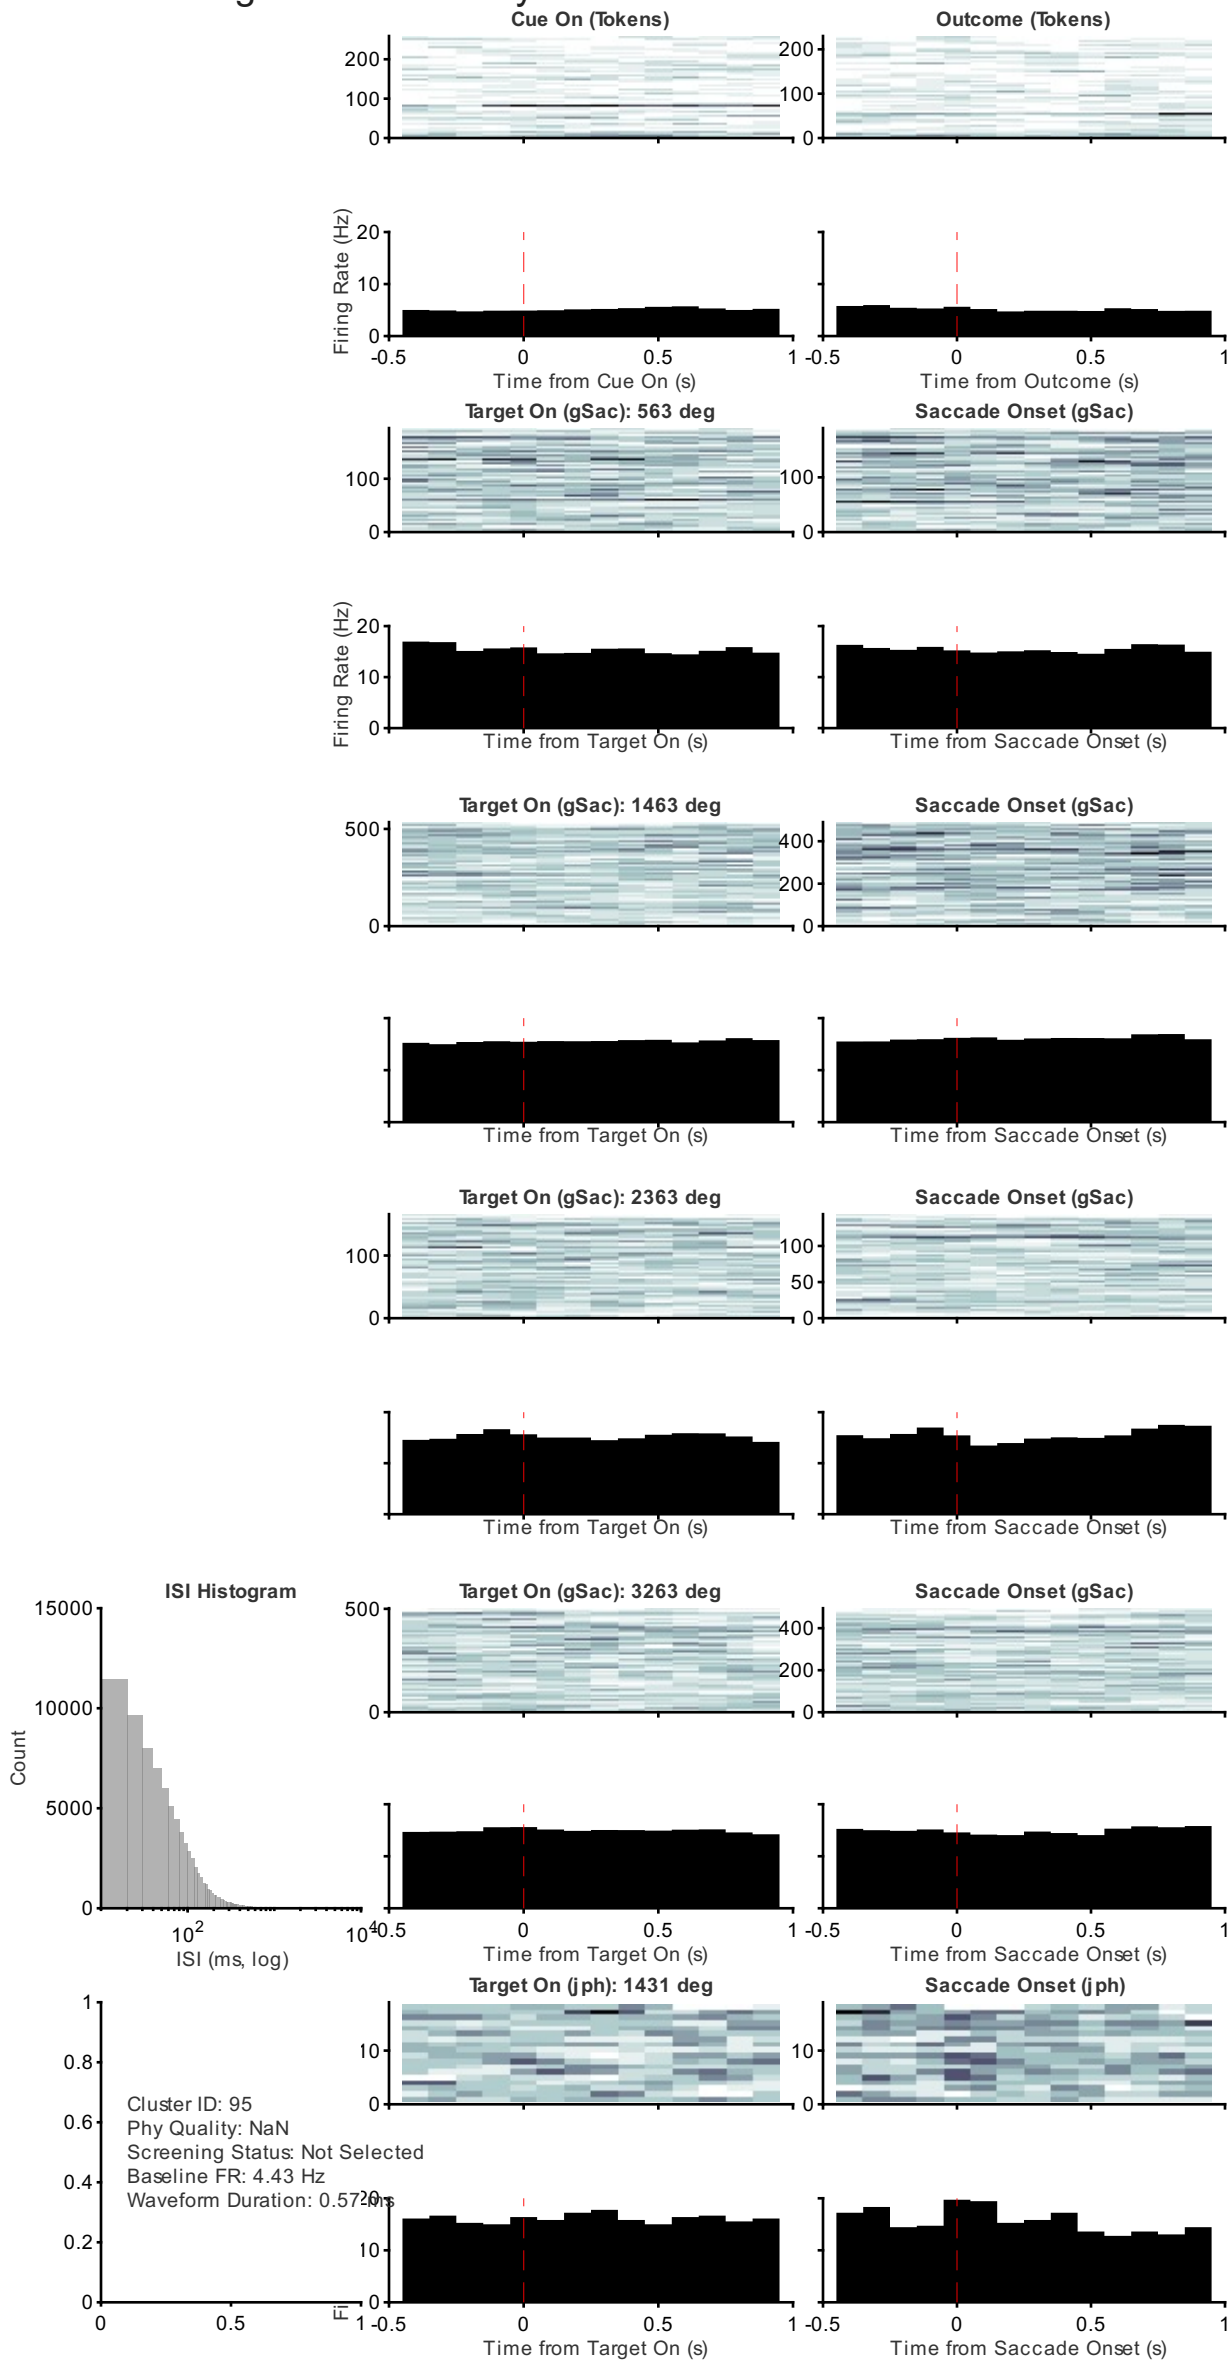 Cue On (Tokens)
Outcome (Tokens)
200
100
0
200
100
0
Firing Rate (Hz)
20
10
0
-0.5 0 0.5 1
-0.5 0 0.5 1
Time from Cue On (s)
Time from Outcome (s)
Target On (gSac): 563 deg
Saccade Onset (gSac)
100
0
100
0
Firing Rate (Hz)
20
10
0
Time from Target On (s)
Time from Saccade Onset (s)
Target On (gSac): 1463 deg
Saccade Onset (gSac)
500
0
400
200
0
Time from Target On (s)
Time from Saccade Onset (s)
Target On (gSac): 2363 deg
Saccade Onset (gSac)
100
0
100
50
0
Time from Target On (s)
Time from Saccade Onset (s)
ISI Histogram
Target On (gSac): 3263 deg
Saccade Onset (gSac)
15000
10000
5000
0
Count
10²
10⁴
ISI (ms, log)
500
0
400
200
0
-0.5 0 0.5 1
-0.5 0 0.5 1
Time from Target On (s)
Time from Saccade Onset (s)
Target On (jph): 1431 deg
Saccade Onset (jph)
1
0.8
0.6
0.4
0.2
0
0 0.5 1
Cluster ID: 95
Phy Quality: NaN
Screening Status: Not Selected
Baseline FR: 4.43 Hz
Waveform Duration: 0.57 ms
10
0
10
0
20
10
0
Fi
-0.5 0 0.5 1
-0.5 0 0.5 1
Time from Target On (s)
Time from Saccade Onset (s)